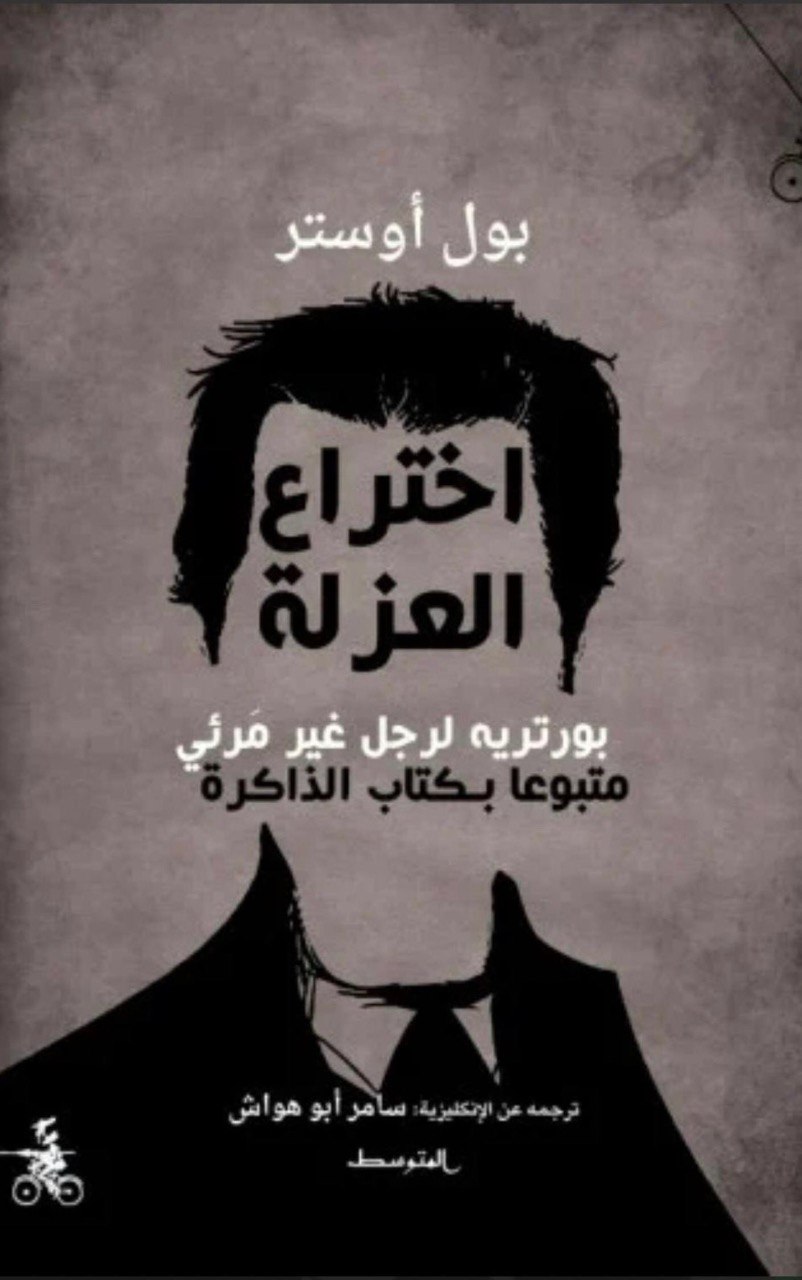 بول أوستر
اختراع
العزلة
بورتريه لرجل غير مَرئي
متبوعا بكتاب الذاكرة
ترجمه عن الإنكليزية: سامر أبو هواش
المتوسط